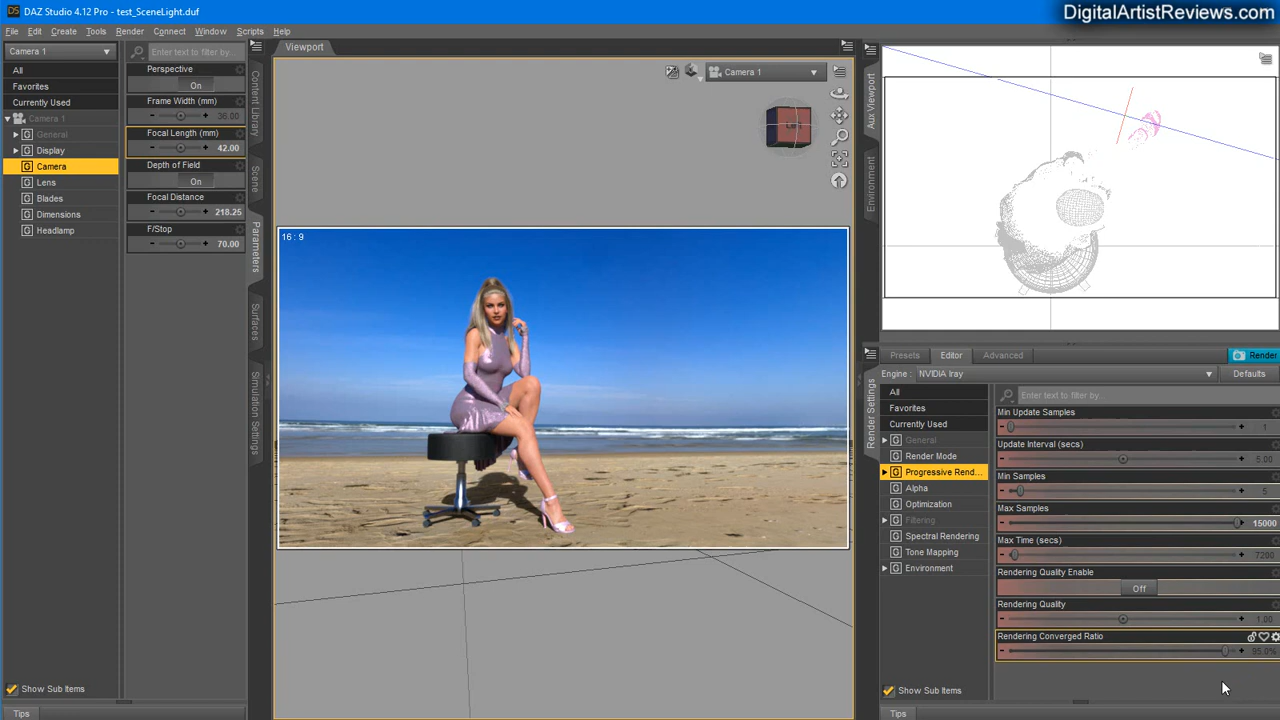 DAZ Studio 4.12 Pro - test_SceneLight.duf
DigitalArtistReviews.com
File Edit Create Tools Render Connect Window Scripts Help
Camera 1
All
Favorites
Currently Used
Camera 1
General
Display
Camera
Lens
Blades
Dimensions
Headlamp
Show Sub Items
Tips
Enter text to filter by...
Perspective
On
Frame Width (mm)
36.00
Focal Length (mm)
42.00
Depth of Field
On
Focal Distance
218.25
F/Stop
70.00
Content Library
Scene
Parameters
Surfaces
Simulation Settings
Viewport
Camera 1
16 : 9
Aux Viewport
Environment
Render Settings
Presets Editor Advanced Render
Engine : NVIDIA Iray Defaults
All
Favorites
Currently Used
General
Render Mode
Progressive Rend...
Alpha
Optimization
Filtering
Spectral Rendering
Tone Mapping
Environment
Show Sub Items
Tips
Enter text to filter by...
Min Update Samples
1
Update Interval (secs)
5.00
Min Samples
5
Max Samples
15000
Max Time (secs)
7200
Rendering Quality Enable
Off
Rendering Quality
1.00
Rendering Converged Ratio
95.0%